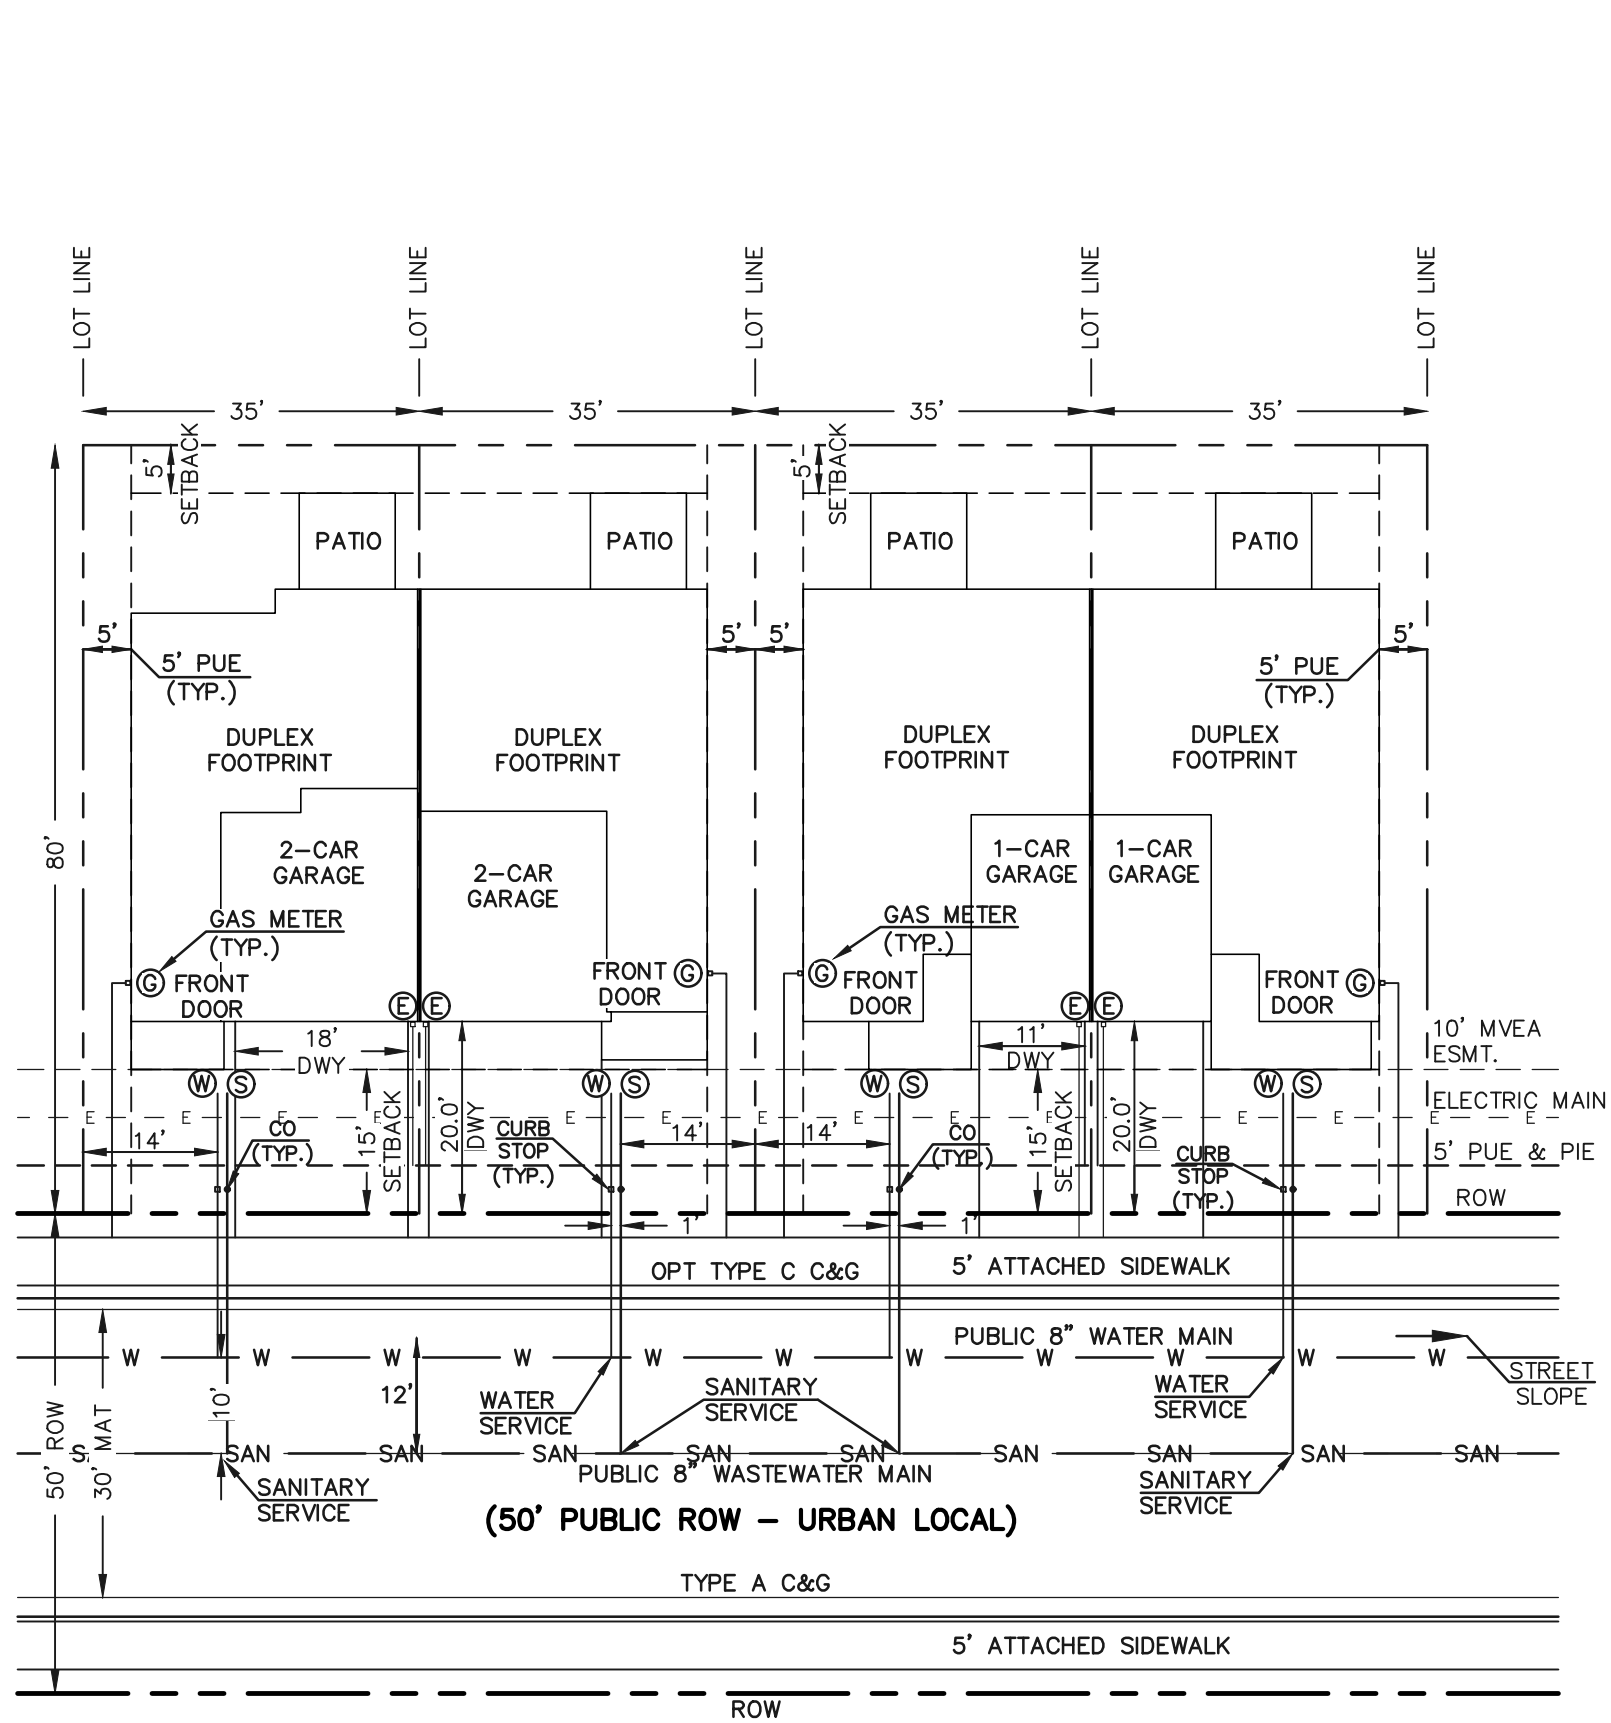 LOT LINE
LOT LINE
LOT LINE
LOT LINE
LOT LINE
35'
35'
35'
35'
5'
SETBACK
5'
SETBACK
PATIO
PATIO
PATIO
PATIO
5'
5'
5'
5'
5' PUE
(TYP.)
5' PUE
(TYP.)
DUPLEX
FOOTPRINT
DUPLEX
FOOTPRINT
DUPLEX
FOOTPRINT
DUPLEX
FOOTPRINT
80'
2-CAR
GARAGE
2-CAR
GARAGE
1-CAR
GARAGE
1-CAR
GARAGE
GAS METER
(TYP.)
GAS METER
(TYP.)
G
FRONT
DOOR
FRONT
DOOR
G
G
FRONT
DOOR
FRONT
DOOR
G
E
E
E
E
18'
DWY
11'
DWY
10' MVEA
ESMT.
W
S
W
S
W
S
W
S
ELECTRIC MAIN
E E E E E E E E E E E E E E E E
14'
CO
(TYP.)
15'
SETBACK
20.0'
DWY
CURB
STOP
(TYP.)
14'
14'
CO
(TYP.)
15'
SETBACK
20.0'
DWY
CURB
STOP
(TYP.)
5' PUE & PIE
ROW
1'
1'
OPT TYPE C C&G
5' ATTACHED SIDEWALK
PUBLIC 8" WATER MAIN
W W W W W W W W W W W
STREET
SLOPE
12'
10'
WATER
SERVICE
SANITARY
SERVICE
WATER
SERVICE
50' ROW
30' MAT
S SAN SAN SAN SAN SAN SAN SAN SAN SAN
PUBLIC 8" WASTEWATER MAIN
SANITARY
SERVICE
SANITARY
SERVICE
(50' PUBLIC ROW - URBAN LOCAL)
TYPE A C&G
5' ATTACHED SIDEWALK
ROW